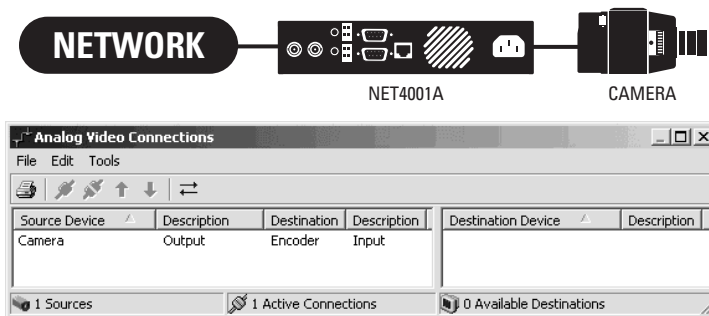 NETWORK
NET4001A
CAMERA
Analog Video Connections
File Edit Tools
Source Device Description Destination Description Destination Device Description
Camera Output Encoder Input
1 Sources 1 Active Connections 0 Available Destinations